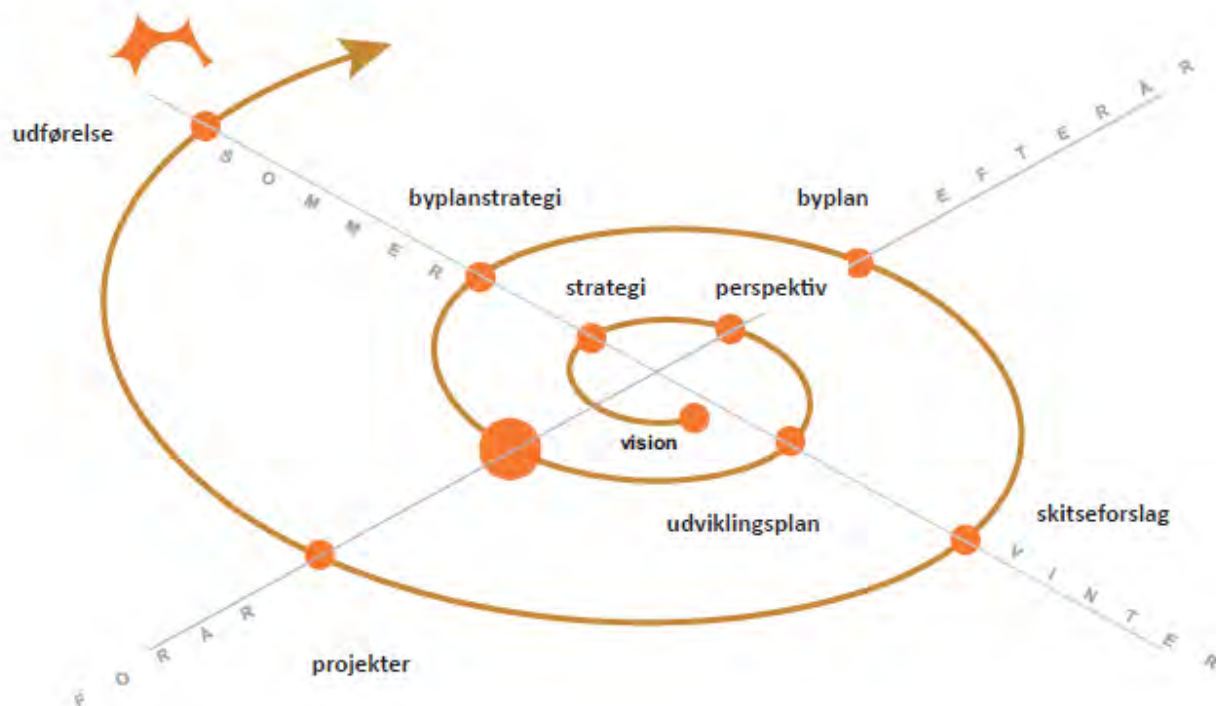 udførelse
SOMMER
EFTERÅR
byplanstrategi
byplan
strategi
perspektiv
vision
udviklingsplan
skitseforslag
VINTER
FORÅR
projekter